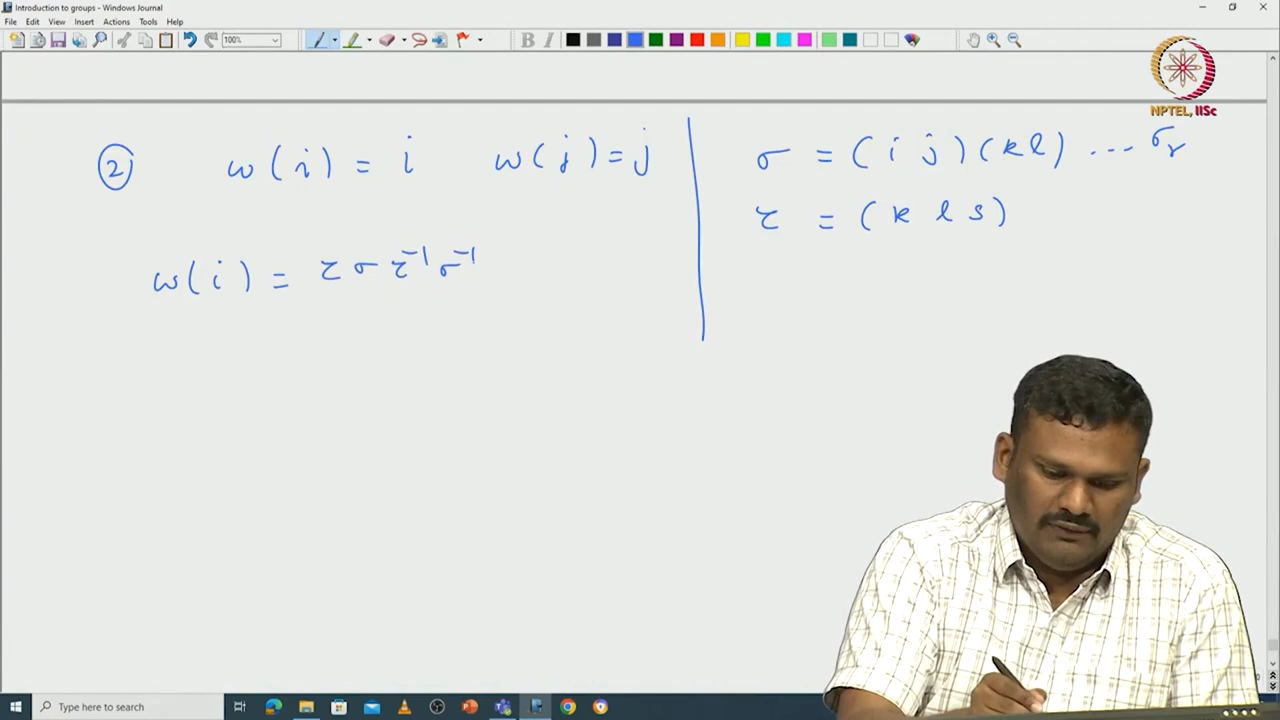 Introduction to groups - Windows Journal
File Edit View Insert Actions Tools Help
100%
B I
NPTEL, IISc
② w(i) = i w(j) = j
σ = (i j)(k l) ... σᵣ
τ = (k l s)
w(i) = τ σ τ⁻¹ σ⁻¹
Type here to search